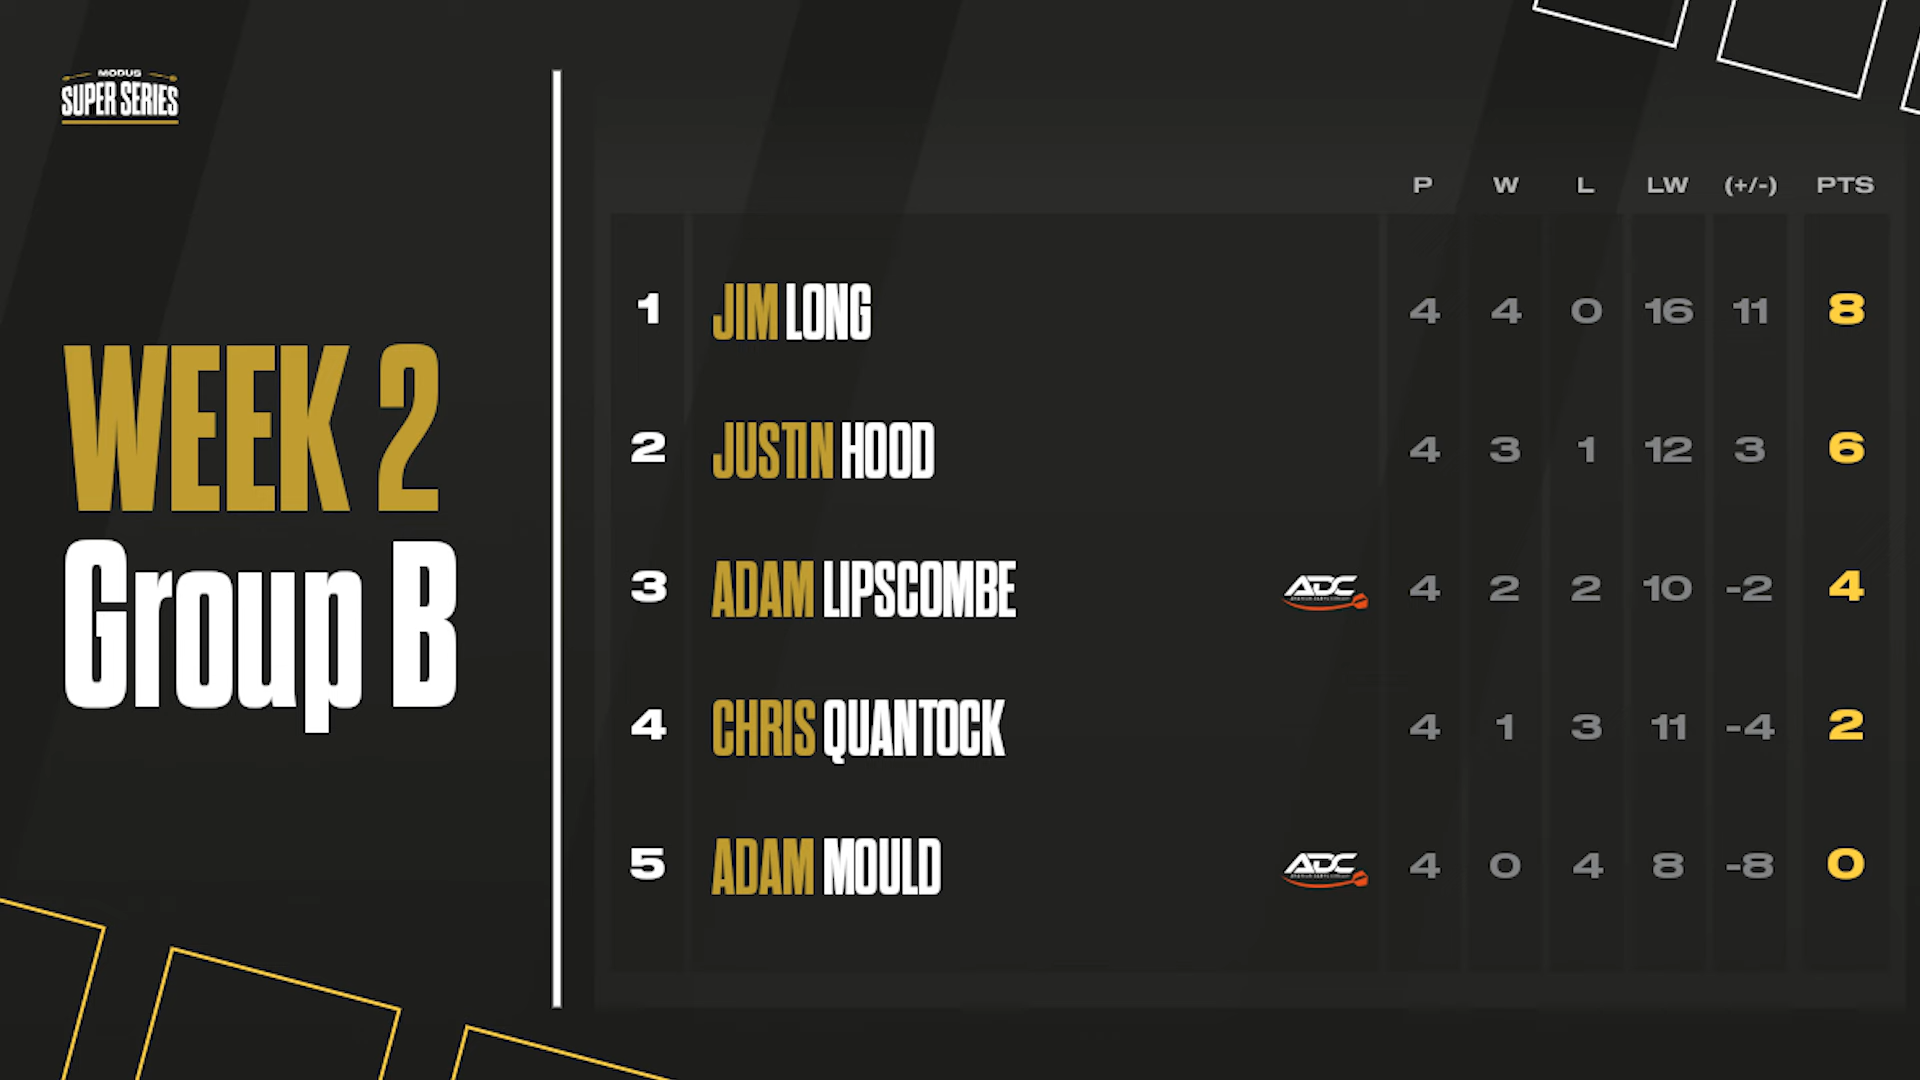 MODUS
SUPER SERIES
WEEK 2
Group B
P W L LW (+/-) PTS
1 JIM LONG 4 4 0 16 11 8
2 JUSTIN HOOD 4 3 1 12 3 6
3 ADAM LIPSCOMBE ADC 4 2 2 10 -2 4
4 CHRIS QUANTOCK 4 1 3 11 -4 2
5 ADAM MOULD ADC 4 0 4 8 -8 0